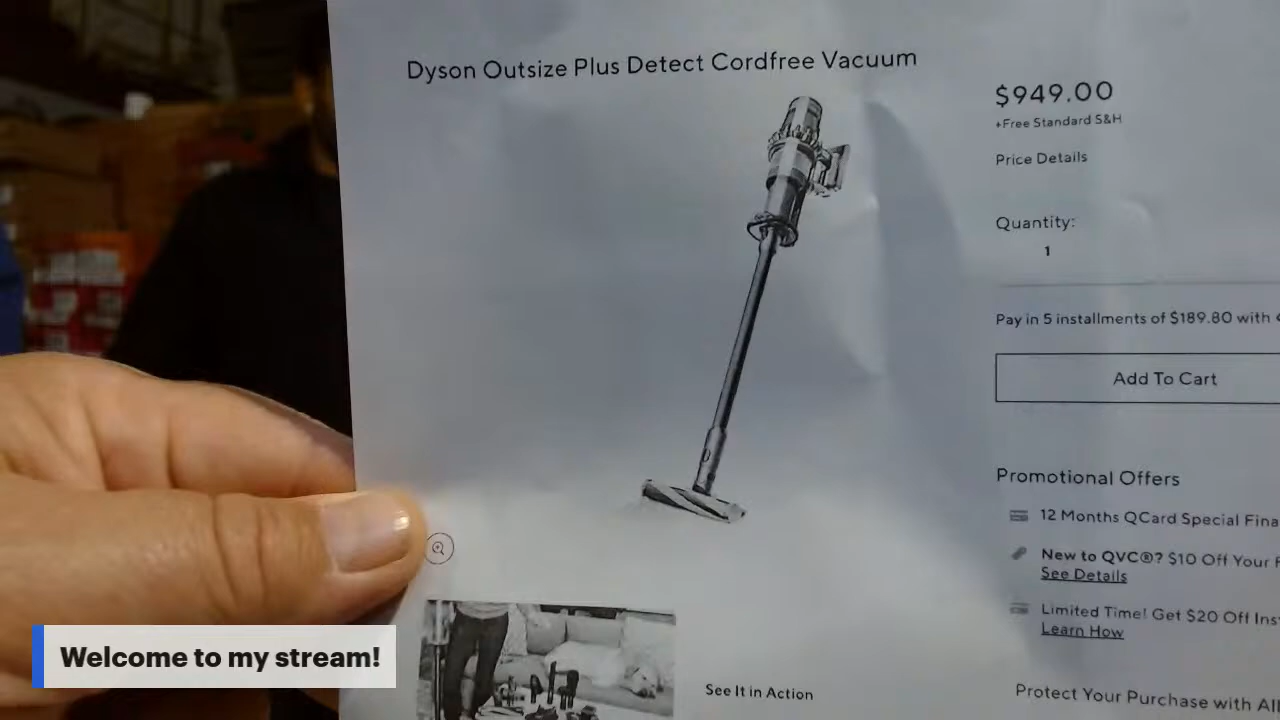 Dyson Outsize Plus Detect Cordfree Vacuum
$949.00
+Free Standard S&H
Price Details
Quantity:
1
Pay in 5 installments of $189.80 with
Add To Cart
Promotional Offers
12 Months QCard Special
New to QVC®? $10 Off Your
See Details
Limited Time! Get $20 Off
Learn How
See It in Action
Protect Your Purchase with
Welcome to my stream!